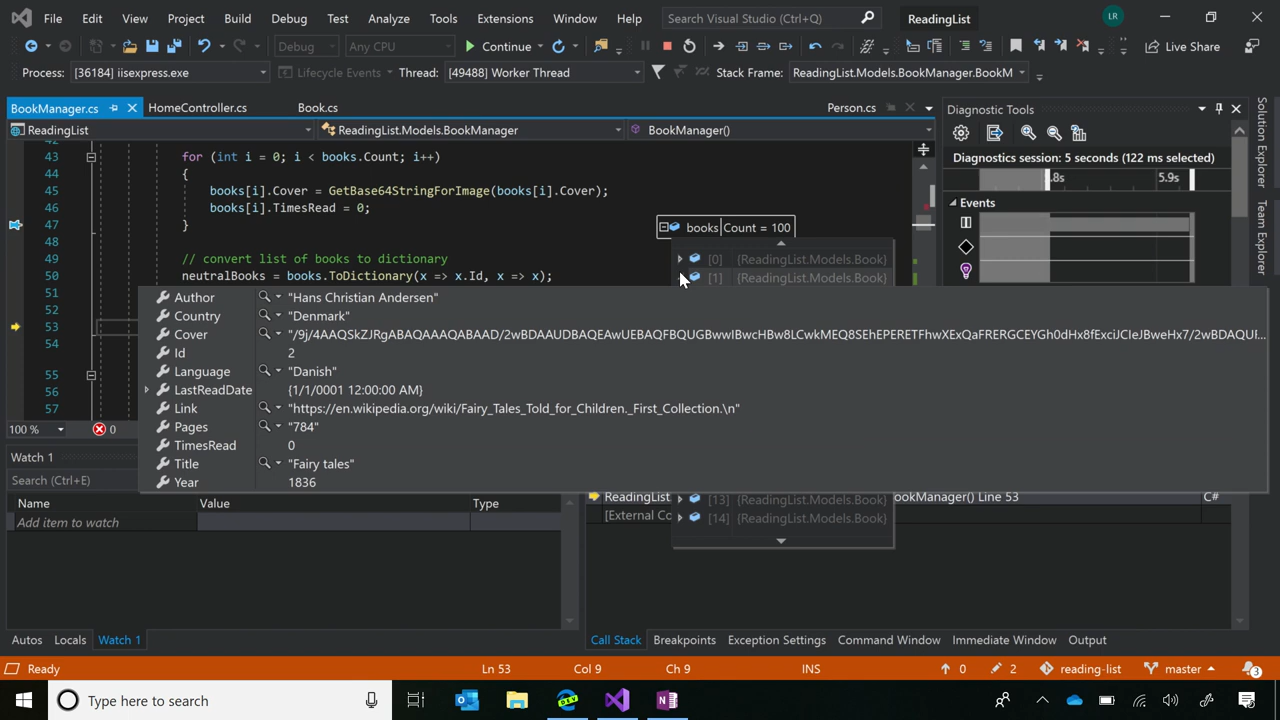 File Edit View Project Build Debug Test Analyze Tools Extensions Window Help Search Visual Studio (Ctrl+Q) ReadingList LR
Debug Any CPU Continue Live Share
Process: [36184] iisexpress.exe Lifecycle Events Thread: [49488] Worker Thread Stack Frame: ReadingList.Models.BookManager.BookM
BookManager.cs HomeController.cs Book.cs Person.cs Diagnostic Tools
ReadingList ReadingList.Models.BookManager BookManager()
Diagnostics session: 5 seconds (122 ms selected)
.8s 5.9s
Events
Solution Explorer
Team Explorer
42
43 for (int i = 0; i < books.Count; i++)
44 {
45 books[i].Cover = GetBase64StringForImage(books[i].Cover);
46 books[i].TimesRead = 0;
47 }
48
49 // convert list of books to dictionary
50 neutralBooks = books.ToDictionary(x => x.Id, x => x);
51
52
53
54
55
56
57
books Count = 100
[0] {ReadingList.Models.Book}
[1] {ReadingList.Models.Book}
Author "Hans Christian Andersen"
Country "Denmark"
Cover "/9j/4AAQSkZJRgABAQAAAQABAAD/2wBDAAUDBAQEAwUEBAQFBQUGBwwIBwcHBw8LCwkMEQ8SEhEPERETFhwXExQaFRERGCEYGh0dHx8fExciJCIeJBweHx7/2wBDAQUF...
Id 2
Language "Danish"
LastReadDate {1/1/0001 12:00:00 AM}
Link "https://en.wikipedia.org/wiki/Fairy_Tales_Told_for_Children._First_Collection.\n"
Pages "784"
TimesRead 0
Title "Fairy tales"
Year 1836
[13] {ReadingList.Models.Book}
[14] {ReadingList.Models.Book}
100 % 0
Watch 1
Search (Ctrl+E)
Name Value Type
Add item to watch
ReadingList ookManager() Line 53 C#
[External Co
Autos Locals Watch 1
Call Stack Breakpoints Exception Settings Command Window Immediate Window Output
Ready Ln 53 Col 9 Ch 9 INS 0 2 reading-list master 3
Type here to search